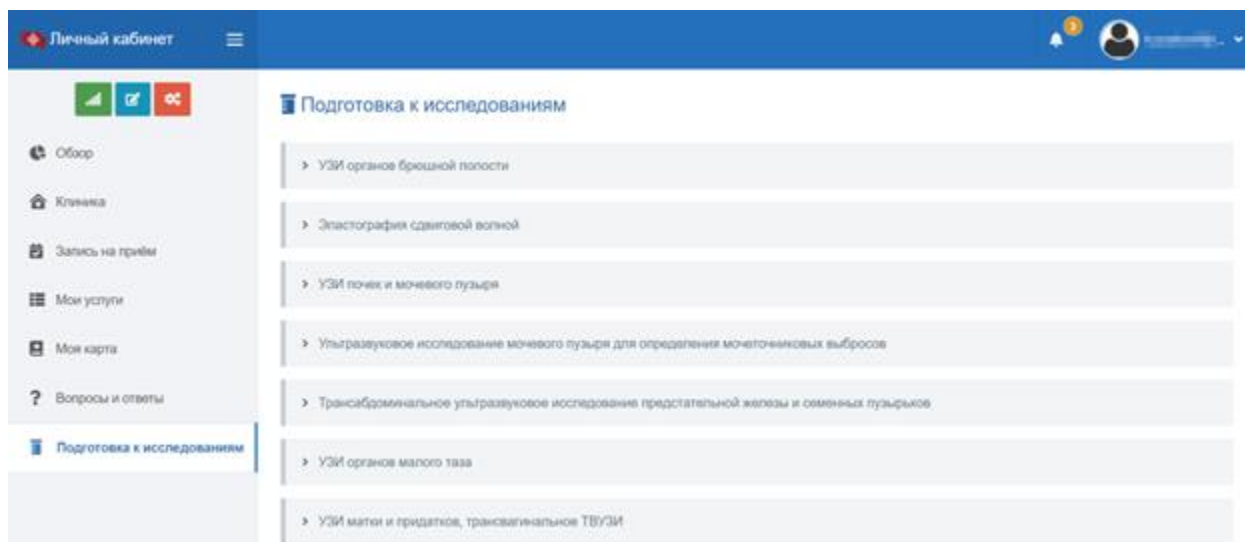 Личный кабинет
3
Подготовка к исследованиям
Обзор
Клиника
Запись на приём
Мои услуги
Моя карта
Вопросы и ответы
Подготовка к исследованиям
УЗИ органов брюшной полости
Эластография сдвиговой волной
УЗИ почек и мочевого пузыря
Ультразвуковое исследование мочевого пузыря для определения мочеточниковых выбросов
Трансабдоминальное ультразвуковое исследование предстательной железы и семенных пузырьков
УЗИ органов малого таза
УЗИ матки и придатков, трансвагинальное ТВУЗИ